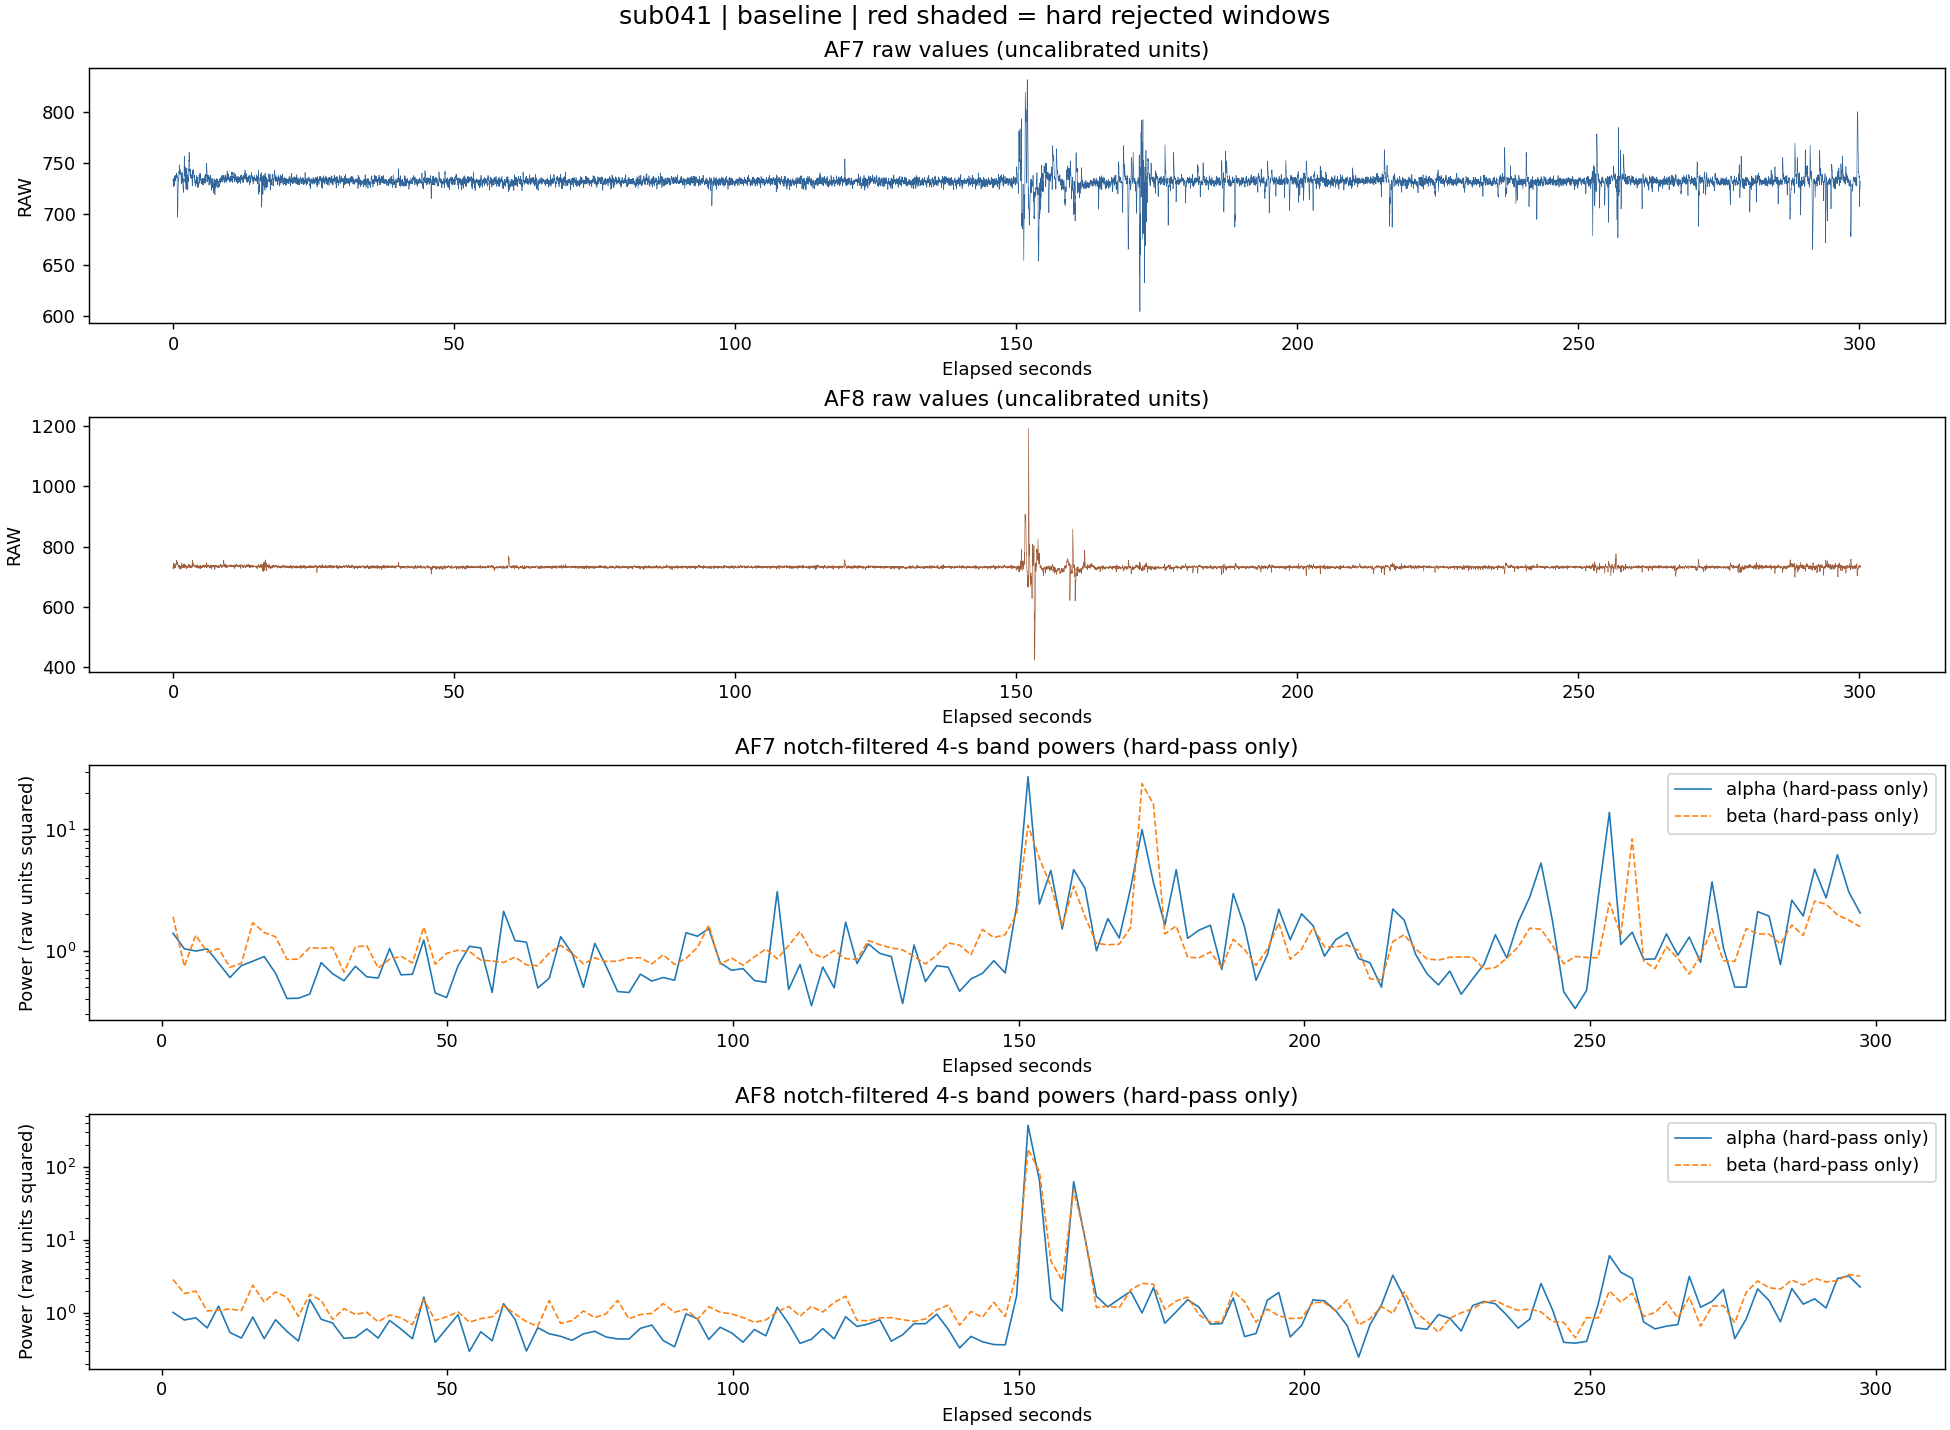 sub041 | baseline | red shaded = hard rejected windows
AF7 raw values (uncalibrated units)
RAW
800
750
700
650
600
0 50 100 150 200 250 300
Elapsed seconds
AF8 raw values (uncalibrated units)
RAW
1200
1000
800
600
400
0 50 100 150 200 250 300
Elapsed seconds
AF7 notch-filtered 4-s band powers (hard-pass only)
Power (raw units squared)
10¹
10⁰
alpha (hard-pass only)
beta (hard-pass only)
0 50 100 150 200 250 300
Elapsed seconds
AF8 notch-filtered 4-s band powers (hard-pass only)
Power (raw units squared)
10²
10¹
10⁰
alpha (hard-pass only)
beta (hard-pass only)
0 50 100 150 200 250 300
Elapsed seconds